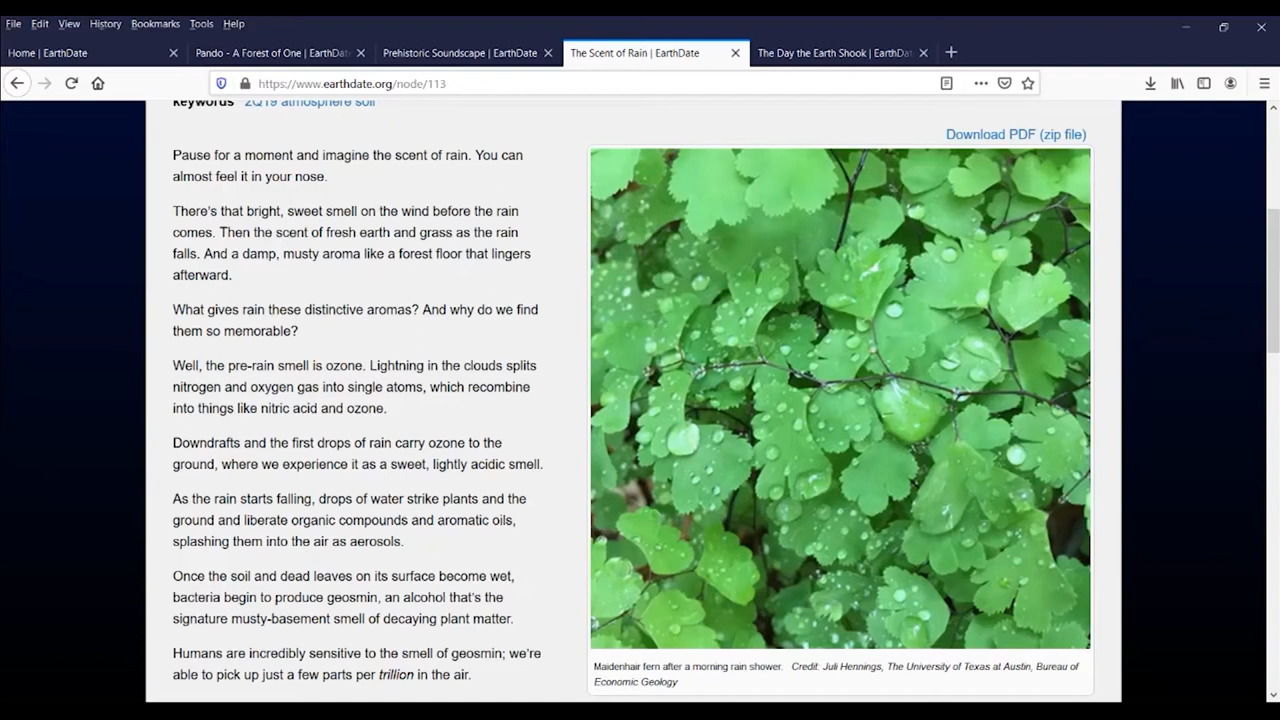 File Edit View History Bookmarks Tools Help
Home | EarthDate
Pando - A Forest of One | EarthDat
Prehistoric Soundscape | EarthDate
The Scent of Rain | EarthDate
The Day the Earth Shook | EarthDat
https://www.earthdate.org/node/113
keywords 2Q19 atmosphere soil
Download PDF (zip file)
Pause for a moment and imagine the scent of rain. You can
almost feel it in your nose.
There's that bright, sweet smell on the wind before the rain
comes. Then the scent of fresh earth and grass as the rain
falls. And a damp, musty aroma like a forest floor that lingers
afterward.
What gives rain these distinctive aromas? And why do we find
them so memorable?
Well, the pre-rain smell is ozone. Lightning in the clouds splits
nitrogen and oxygen gas into single atoms, which recombine
into things like nitric acid and ozone.
Downdrafts and the first drops of rain carry ozone to the
ground, where we experience it as a sweet, lightly acidic smell.
As the rain starts falling, drops of water strike plants and the
ground and liberate organic compounds and aromatic oils,
splashing them into the air as aerosols.
Once the soil and dead leaves on its surface become wet,
bacteria begin to produce geosmin, an alcohol that's the
signature musty-basement smell of decaying plant matter.
Humans are incredibly sensitive to the smell of geosmin; we're
able to pick up just a few parts per trillion in the air.
Maidenhair fern after a morning rain shower. Credit: Juli Hennings, The University of Texas at Austin, Bureau of
Economic Geology